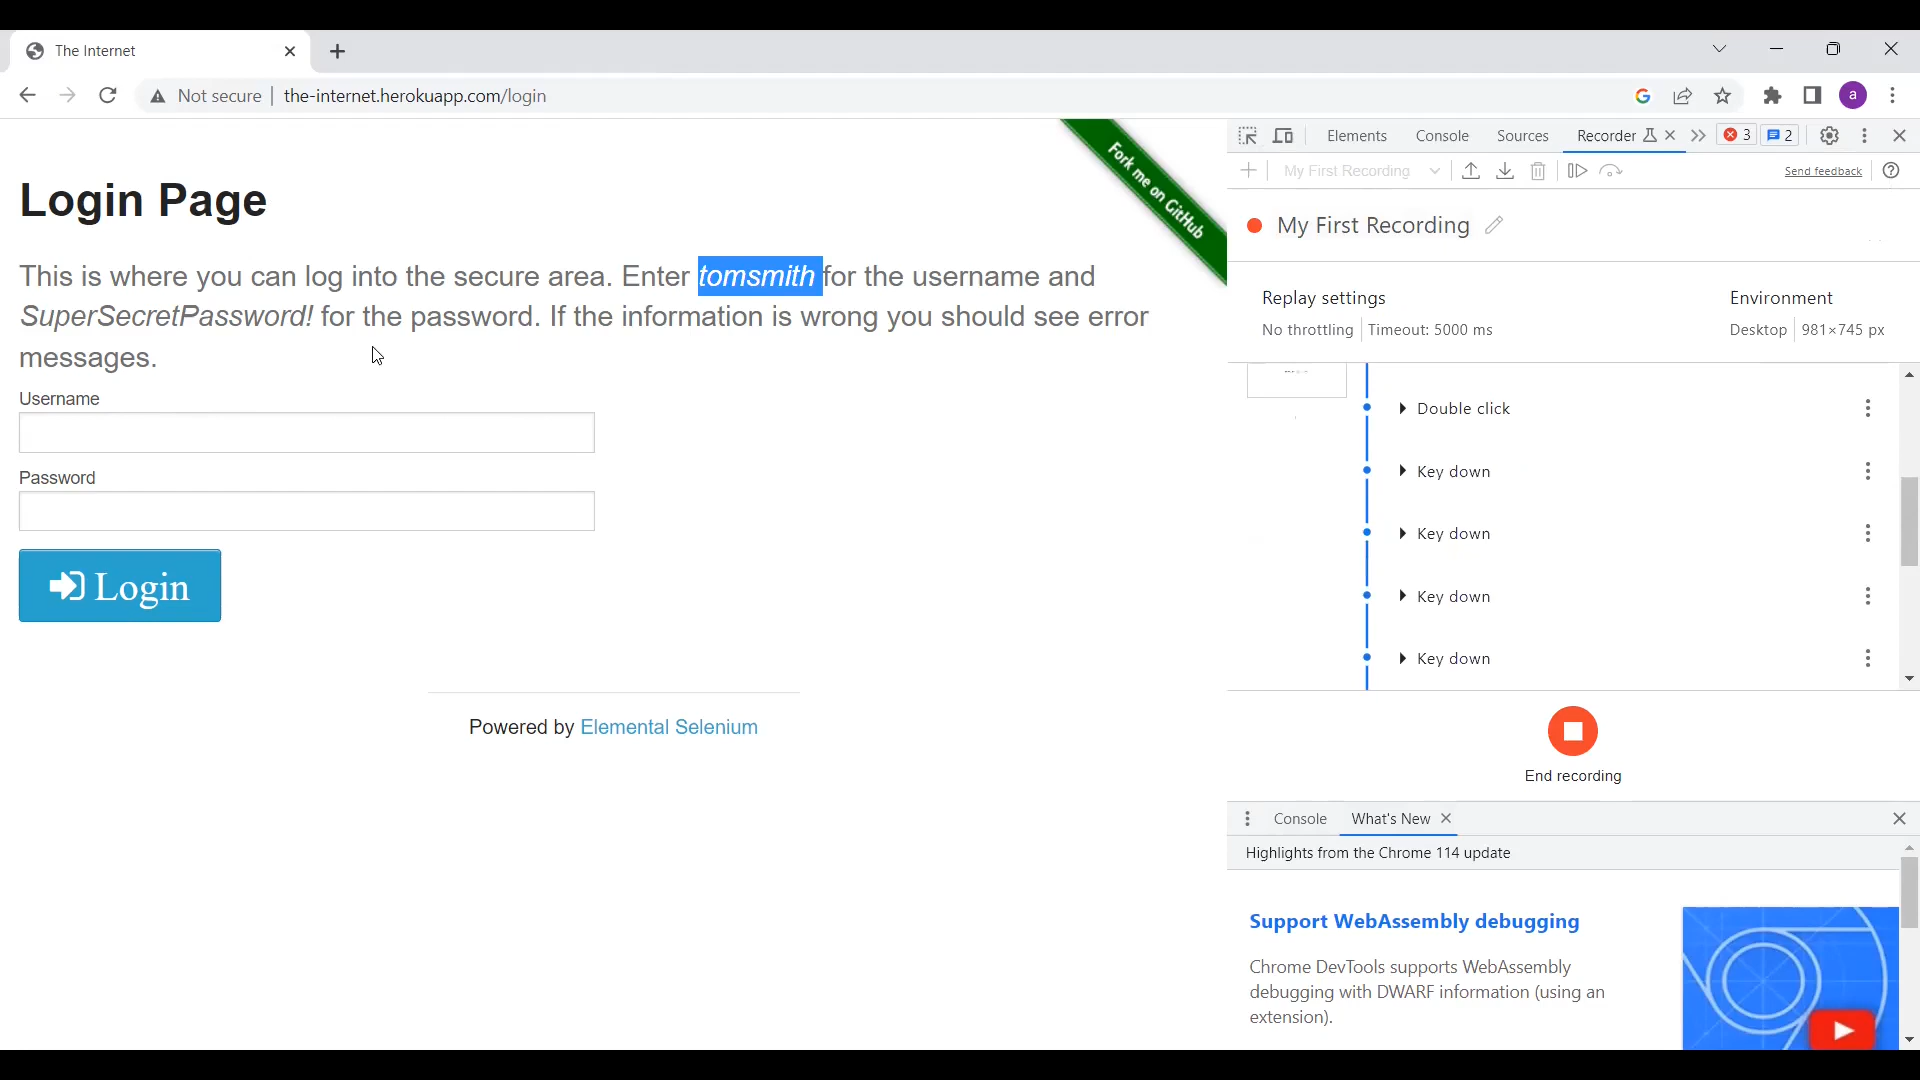 The Internet
Not secure
the-internet.herokuapp.com/login
a
Fork me on GitHub
Login Page
This is where you can log into the secure area. Enter tomsmith for the username and
SuperSecretPassword! for the password. If the information is wrong you should see error
messages.
Username
Password
Login
Powered by Elemental Selenium
Elements
Console
Sources
Recorder
3
2
My First Recording
Send feedback
My First Recording
Replay settings
Environment
No throttling
Timeout: 5000 ms
Desktop
981×745 px
Double click
Key down
Key down
Key down
Key down
End recording
Console
What's New
Highlights from the Chrome 114 update
Support WebAssembly debugging
Chrome DevTools supports WebAssembly
debugging with DWARF information (using an
extension).